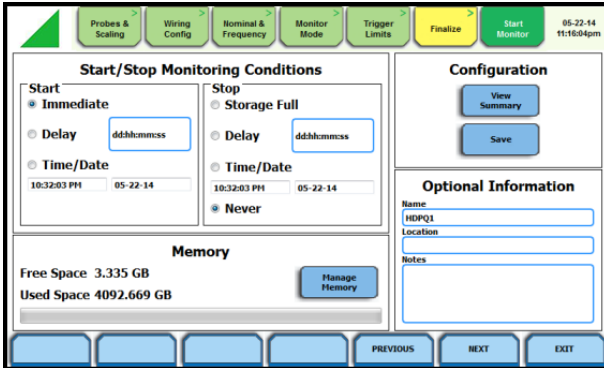 Probes &
Scaling
Wiring
Config
Nominal &
Frequency
Monitor
Mode
Trigger
Limits
Finalize
Start
Monitor
05-22-14
11:16:04pm
Start/Stop Monitoring Conditions
Start
Immediate
Delay
dd:hh:mm:ss
Time/Date
10:32:03 PM
05-22-14
Stop
Storage Full
Delay
dd:hh:mm:ss
Time/Date
10:32:03 PM
05-22-14
Never
Configuration
View
Summary
Save
Memory
Free Space 3.335 GB
Used Space 4092.669 GB
Manage
Memory
Optional Information
Name
HDPQ1
Location
Notes
PREVIOUS
NEXT
EXIT